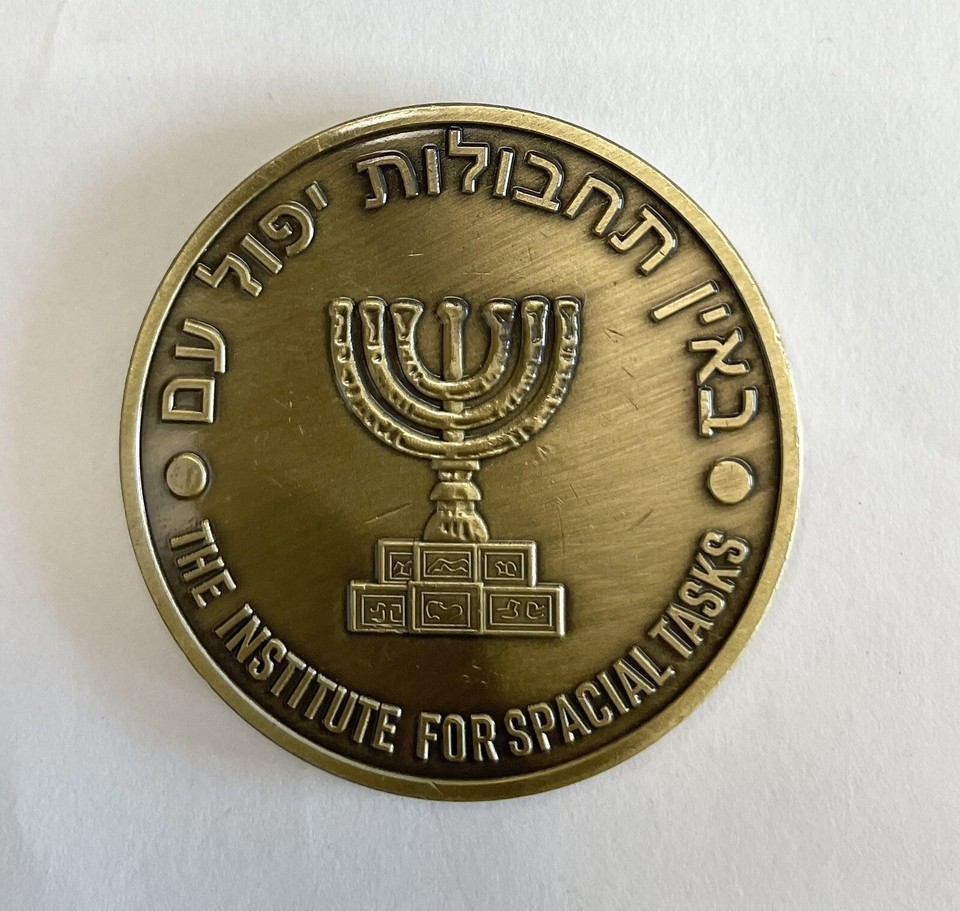 באין תחבולות יפול עם
THE INSTITUTE FOR SPACIAL TASKS